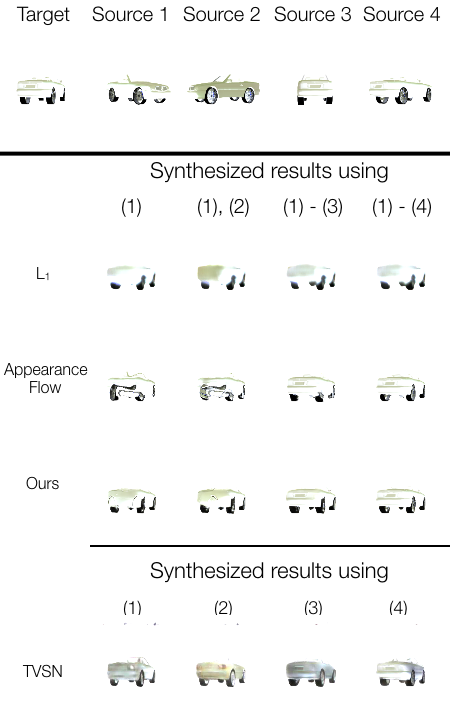 Target Source 1 Source 2 Source 3 Source 4
Synthesized results using
(1) (1), (2) (1) - (3) (1) - (4)
L₁
Appearance
Flow
Ours
Synthesized results using
(1) (2) (3) (4)
TVSN